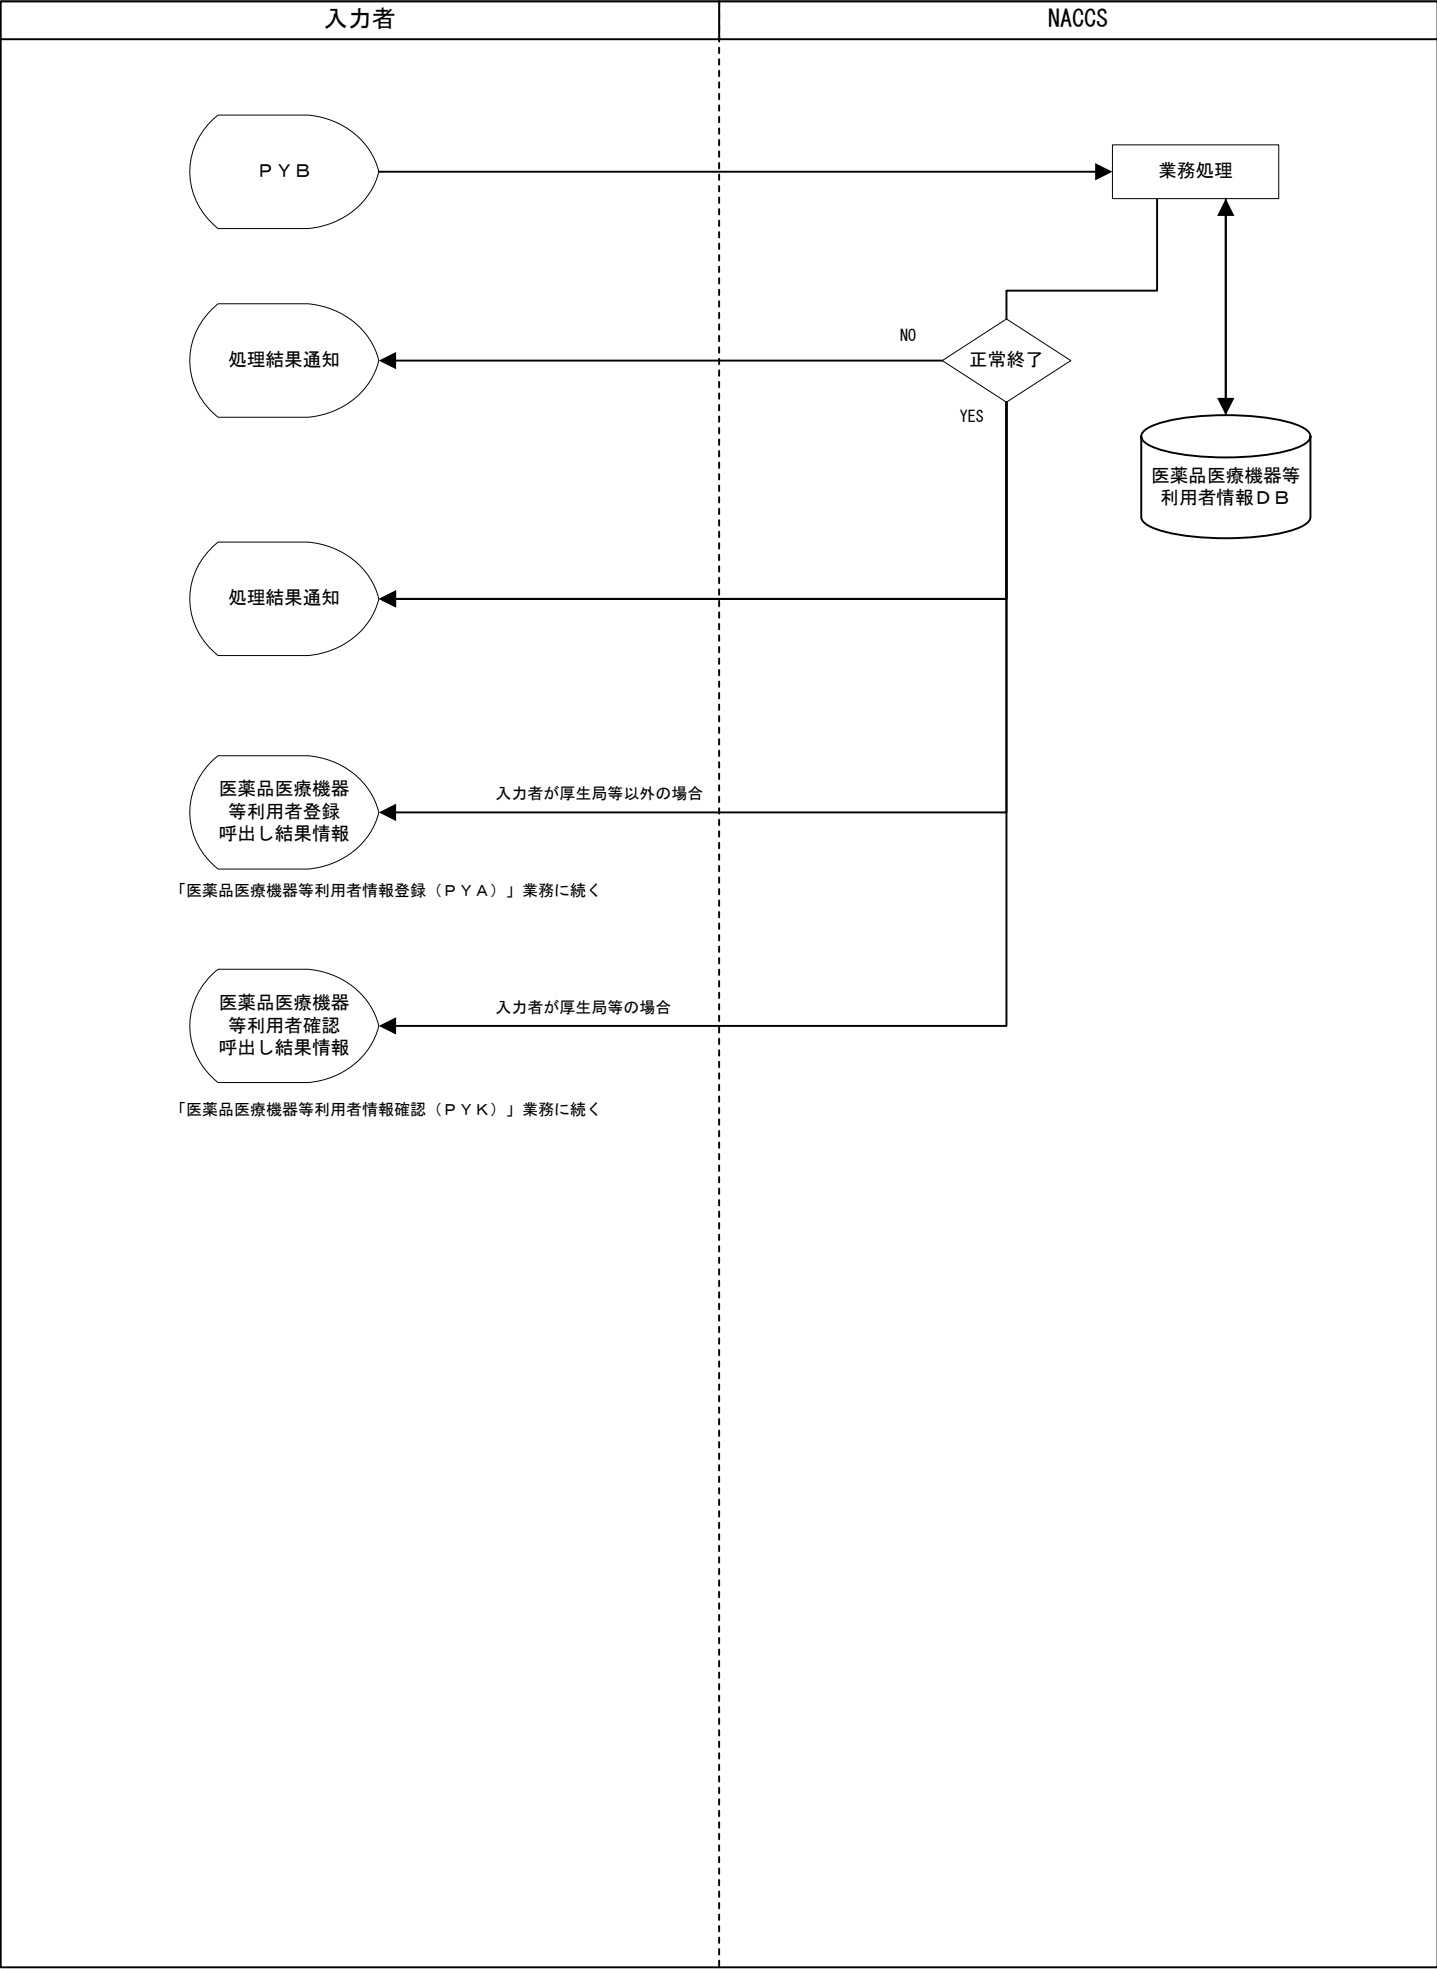 入力者
NACCS
ＰＹＢ
業務処理
NO
処理結果通知
正常終了
YES
医薬品医療機器等
利用者情報ＤＢ
処理結果通知
医薬品医療機器
等利用者登録
呼出し結果情報
入力者が厚生局等以外の場合
「医薬品医療機器等利用者情報登録（ＰＹＡ）」業務に続く
医薬品医療機器
等利用者確認
呼出し結果情報
入力者が厚生局等の場合
「医薬品医療機器等利用者情報確認（ＰＹＫ）」業務に続く